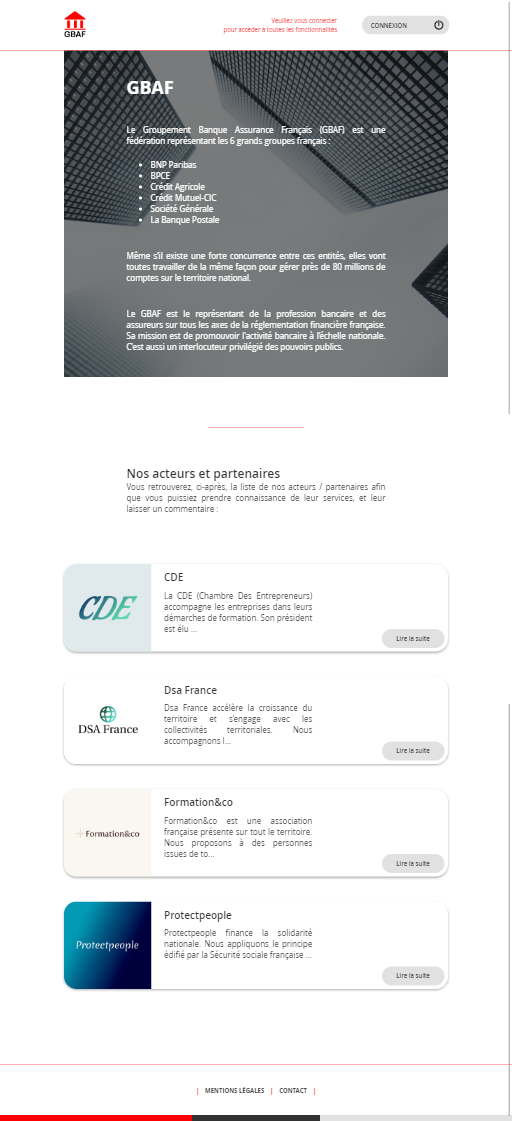 GBAF
Veuillez vous connecter
pour accéder à toutes les fonctionnalités
CONNEXION
GBAF
Le Groupement Banque Assurance Français (GBAF) est une
fédération représentant les 6 grands groupes français :
• BNP Paribas
• BPCE
• Crédit Agricole
• Crédit Mutuel-CIC
• Société Générale
• La Banque Postale
Même s'il existe une forte concurrence entre ces entités, elles vont
toutes travailler de la même façon pour gérer près de 80 millions de
comptes sur le territoire national.
Le GBAF est le représentant de la profession bancaire et des
assureurs sur tous les axes de la réglementation financière française.
Sa mission est de promouvoir l'activité bancaire à l'échelle nationale.
C'est aussi un interlocuteur privilégié des pouvoirs publics.
Nos acteurs et partenaires
Vous retrouverez, ci-après, la liste de nos acteurs / partenaires afin
que vous puissiez prendre connaissance de leur services, et leur
laisser un commentaire :
CDE
CDE
La CDE (Chambre Des Entrepreneurs)
accompagne les entreprises dans leurs
démarches de formation. Son président
est élu ...
Lire la suite
DSA France
Dsa France
Dsa France accélère la croissance du
territoire et s'engage avec les
collectivités territoriales. Nous
accompagnons l...
Lire la suite
Formation&co
Formation&co
Formation&co est une association
française présente sur tout le territoire.
Nous proposons à des personnes
issues de to...
Lire la suite
Protectpeople
Protectpeople
Protectpeople finance la solidarité
nationale. Nous appliquons le principe
édifié par la Sécurité sociale française ...
Lire la suite
| MENTIONS LÉGALES | CONTACT |